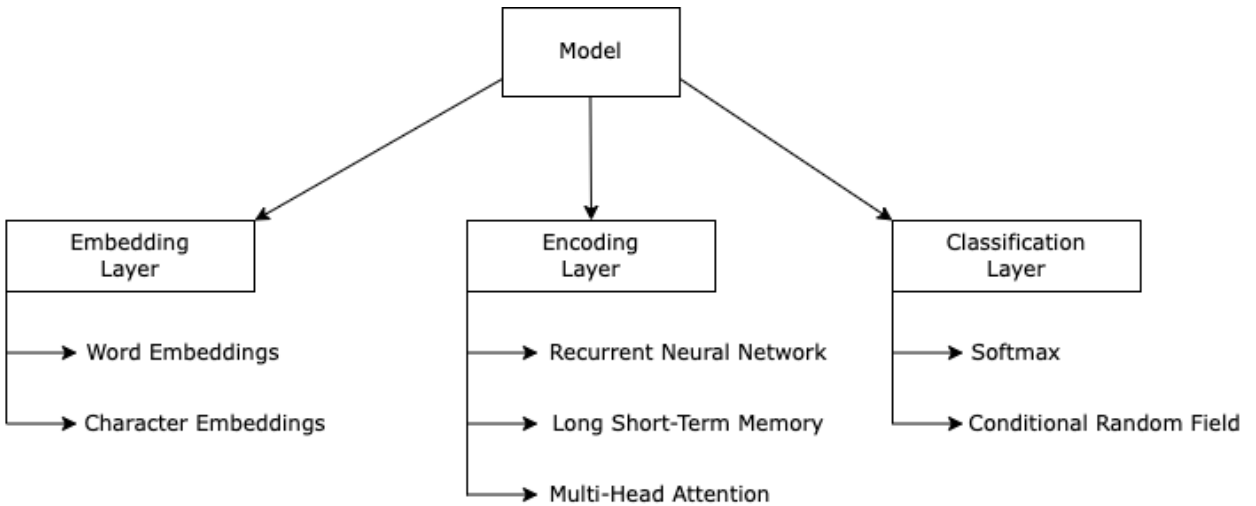 Model
Embedding
Layer
Encoding
Layer
Classification
Layer
Word Embeddings
Character Embeddings
Recurrent Neural Network
Long Short-Term Memory
Multi-Head Attention
Softmax
Conditional Random Field